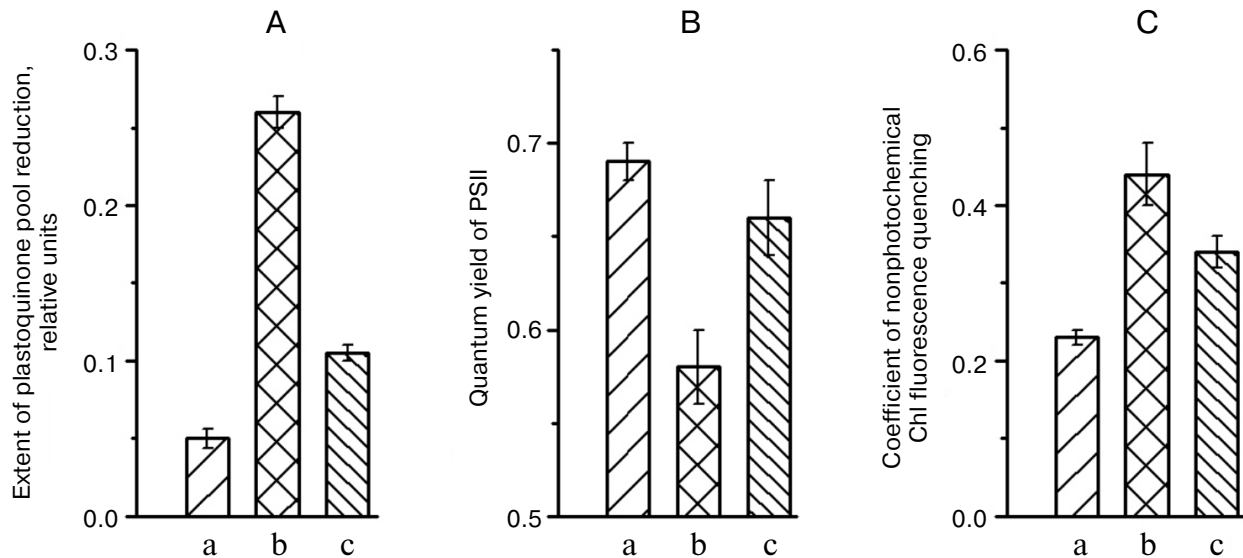 A
Extent of plastoquinone pool reduction,
relative units
0.3
0.2
0.1
0.0
a b c
B
Quantum yield of PSII
0.7
0.6
0.5
a b c
C
Coefficient of nonphotochemical
Chl fluorescence quenching
0.6
0.4
0.2
0.0
a b c